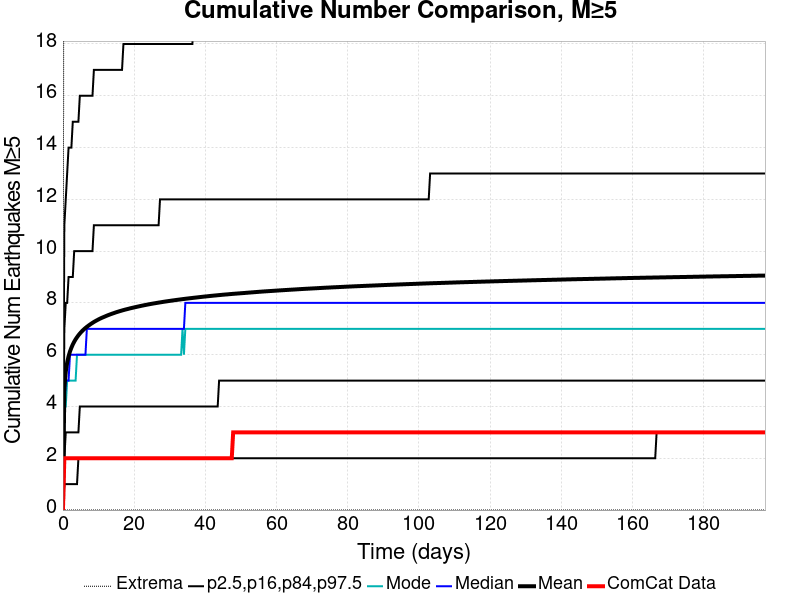 Cumulative Number Comparison, M≥5
Cumulative Num Earthquakes M≥5
18
16
14
12
10
8
6
4
2
0
0 20 40 60 80 100 120 140 160 180
Time (days)
Extrema p2.5,p16,p84,p97.5 Mode Median Mean ComCat Data